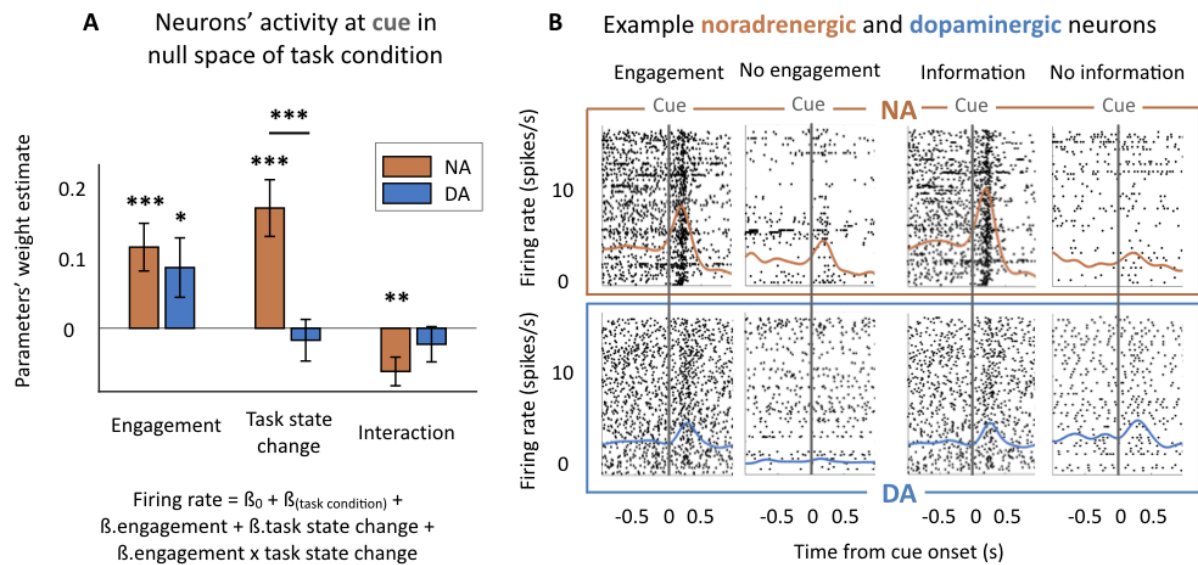 A
Neurons’ activity at cue in
null space of task condition
Parameters’ weight estimate
0.2
0.1
0
***
*
***
***
**
NA
DA
Engagement
Task state
change
Interaction
Firing rate = ß0 + ß(task condition) +
ß.engagement + ß.task state change +
ß.engagement x task state change
B
Example noradrenergic and dopaminergic neurons
Engagement
No engagement
Information
No information
Cue
Cue
NA
Cue
Cue
Firing rate (spikes/s)
10
0
Firing rate (spikes/s)
10
0
DA
-0.5 0 0.5
-0.5 0 0.5
-0.5 0 0.5
-0.5 0 0.5
Time from cue onset (s)